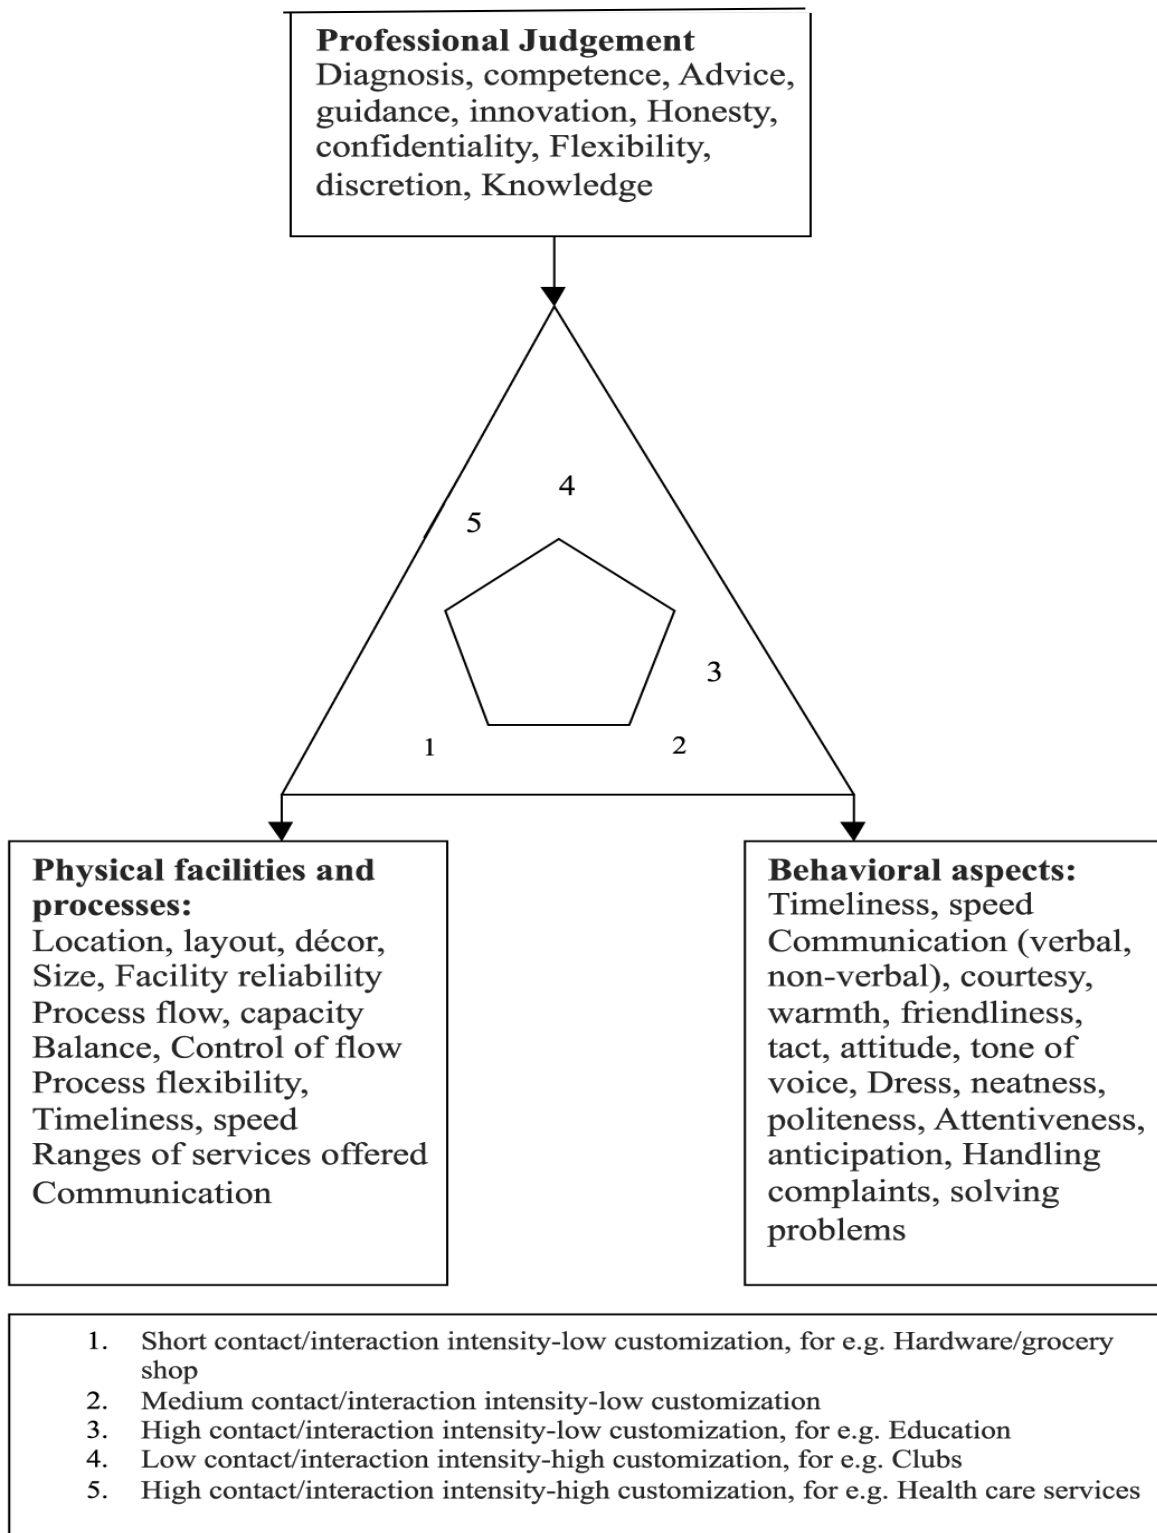 Professional Judgement
Diagnosis, competence, Advice,
guidance, innovation, Honesty,
confidentiality, Flexibility,
discretion, Knowledge
4
5
3
1
2
Physical facilities and
processes:
Location, layout, décor,
Size, Facility reliability
Process flow, capacity
Balance, Control of flow
Process flexibility,
Timeliness, speed
Ranges of services offered
Communication
Behavioral aspects:
Timeliness, speed
Communication (verbal,
non-verbal), courtesy,
warmth, friendliness,
tact, attitude, tone of
voice, Dress, neatness,
politeness, Attentiveness,
anticipation, Handling
complaints, solving
problems
1. Short contact/interaction intensity-low customization, for e.g. Hardware/grocery
shop
2. Medium contact/interaction intensity-low customization
3. High contact/interaction intensity-low customization, for e.g. Education
4. Low contact/interaction intensity-high customization, for e.g. Clubs
5. High contact/interaction intensity-high customization, for e.g. Health care services